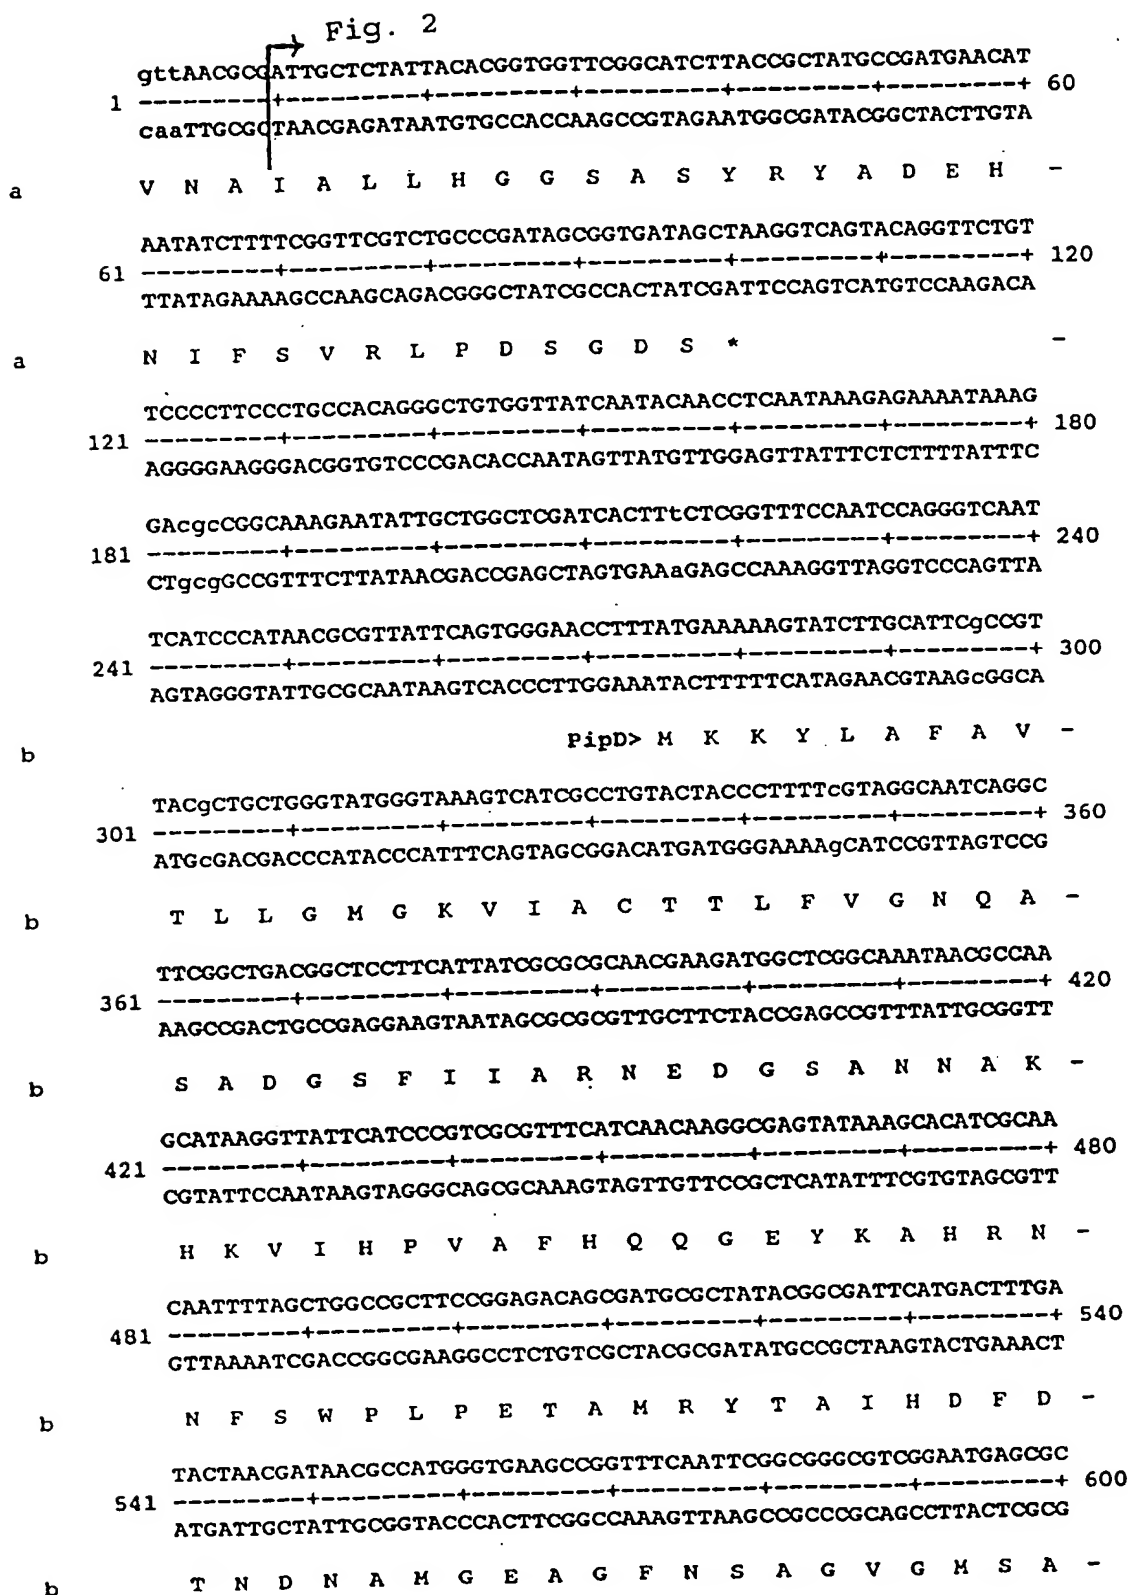 Fig. 2
gttAACGCGATTGCTCTATTACACGGTGGTTCGGCATCTTACCGCTATGCCGATGAACAT
1 ---------+---------+---------+---------+---------+---------+ 60
caaTTGCGCTAACGAGATAATGTGCCACCAAGCCGTAGAATGGCGATACGGCTACTTGTA
a V N A I A L L H G G S A S Y R Y A D E H -
AATATCTTTTCGGTTCGTCTGCCCGATAGCGGTGATAGCTAAGGTCAGTACAGGTTCTGT
61 ---------+---------+---------+---------+---------+---------+ 120
TTATAGAAAAGCCAAGCAGACGGGCTATCGCCACTATCGATTCCAGTCATGTCCAAGACA
a N I F S V R L P D S G D S * -
TCCCCTTCCCTGCCACAGGGCTGTGGTTATCAATACAACCTCAATAAAGAGAAAATAAAG
121 ---------+---------+---------+---------+---------+---------+ 180
AGGGGAAGGGACGGTGTCCCGACACCAATAGTTATGTTGGAGTTATTTCTCTTTTATTTC
GAcgcCGGCAAAGAATATTGCTGGCTCGATCACTTtCTCGGTTTCCAATCCAGGGTCAAT
181 ---------+---------+---------+---------+---------+---------+ 240
CTgcgGCCGTTTCTTATAACGACCGAGCTAGTGAAaGAGCCAAAGGTTAGGTCCCAGTTA
TCATCCCATAACGCGTTATTCAGTGGGAACCTTTATGAAAAAGTATCTTGCATTCgCCGT
241 ---------+---------+---------+---------+---------+---------+ 300
AGTAGGGTATTGCGCAATAAGTCACCCTTGGAAATACTTTTTCATAGAACGTAAGcGGCA
b PipD> M K K Y L A F A V -
TACgCTGCTGGGTATGGGTAAAGTCATCGCCTGTACTACCCTTTTcGTAGGCAATCAGGC
301 ---------+---------+---------+---------+---------+---------+ 360
ATGcGACGACCCATACCCATTTCAGTAGCGGACATGATGGGAAAAgCATCCGTTAGTCCG
b T L L G M G K V I A C T T L F V G N Q A -
TTCGGCTGACGGCTCCTTCATTATCGCGCGCAACGAAGATGGCTCGGCAAATAACGCCAA
361 ---------+---------+---------+---------+---------+---------+ 420
AAGCCGACTGCCGAGGAAGTAATAGCGCGCGTTGCTTCTACCGAGCCGTTTATTGCGGTT
b S A D G S F I I A R N E D G S A N N A K -
GCATAAGGTTATTCATCCCGTCGCGTTTCATCAACAAGGCGAGTATAAAGCACATCGCAA
421 ---------+---------+---------+---------+---------+---------+ 480
CGTATTCCAATAAGTAGGGCAGCGCAAAGTAGTTGTTCCGCTCATATTTCGTGTAGCGTT
b H K V I H P V A F H Q Q G E Y K A H R N -
CAATTTTAGCTGGCCGCTTCCGGAGACAGCGATGCGCTATACGGCGATTCATGACTTTGA
481 ---------+---------+---------+---------+---------+---------+ 540
GTTAAAATCGACCGGCGAAGGCCTCTGTCGCTACGCGATATGCCGCTAAGTACTGAAACT
b N F S W P L P E T A M R Y T A I H D F D -
TACTAACGATAACGCCATGGGTGAAGCCGGTTTCAATTCGGCGGGCGTCGGAATGAGCGC
541 ---------+---------+---------+---------+---------+---------+ 600
ATGATTGCTATTGCGGTACCCACTTCGGCCAAAGTTAAGCCGCCCGCAGCCTTACTCGCG
b T N D N A M G E A G F N S A G V G M S A -